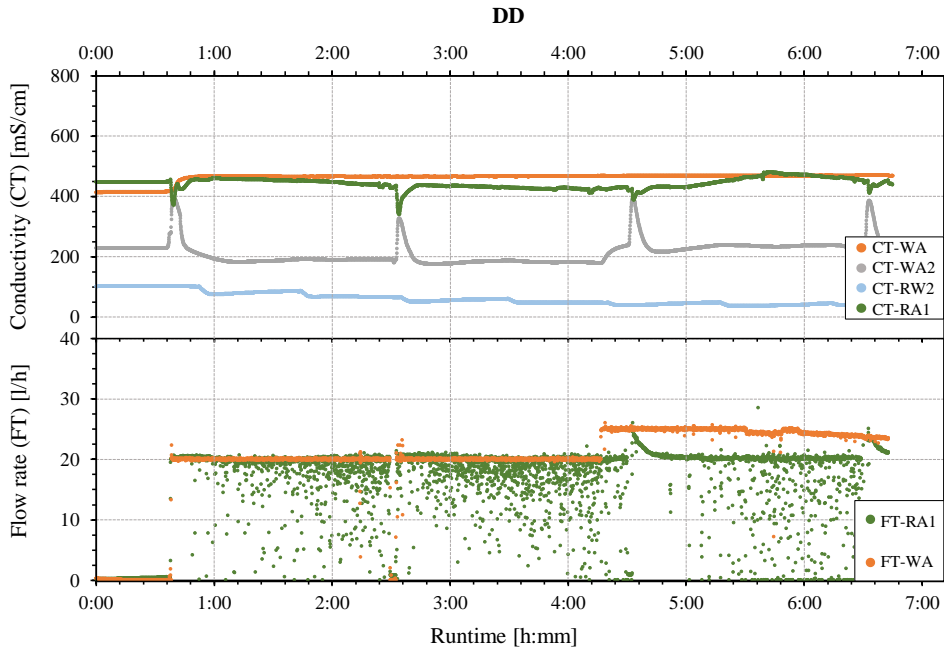 DD
0:00 1:00 2:00 3:00 4:00 5:00 6:00 7:00
Conductivity (CT) [mS/cm]
800
600
400
200
0
CT-WA
CT-WA2
CT-RW2
CT-RA1
Flow rate (FT) [l/h]
40
30
20
10
0
FT-RA1
FT-WA
0:00 1:00 2:00 3:00 4:00 5:00 6:00 7:00
Runtime [h:mm]